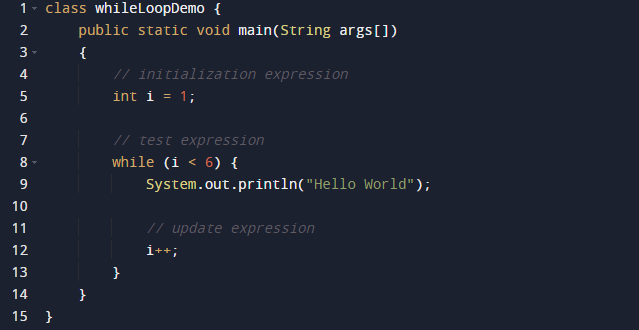 1 class whileLoopDemo {
2     public static void main(String args[])
3     {
4         // initialization expression
5         int i = 1;
6
7         // test expression
8         while (i < 6) {
9             System.out.println("Hello World");
10
11             // update expression
12             i++;
13         }
14     }
15 }